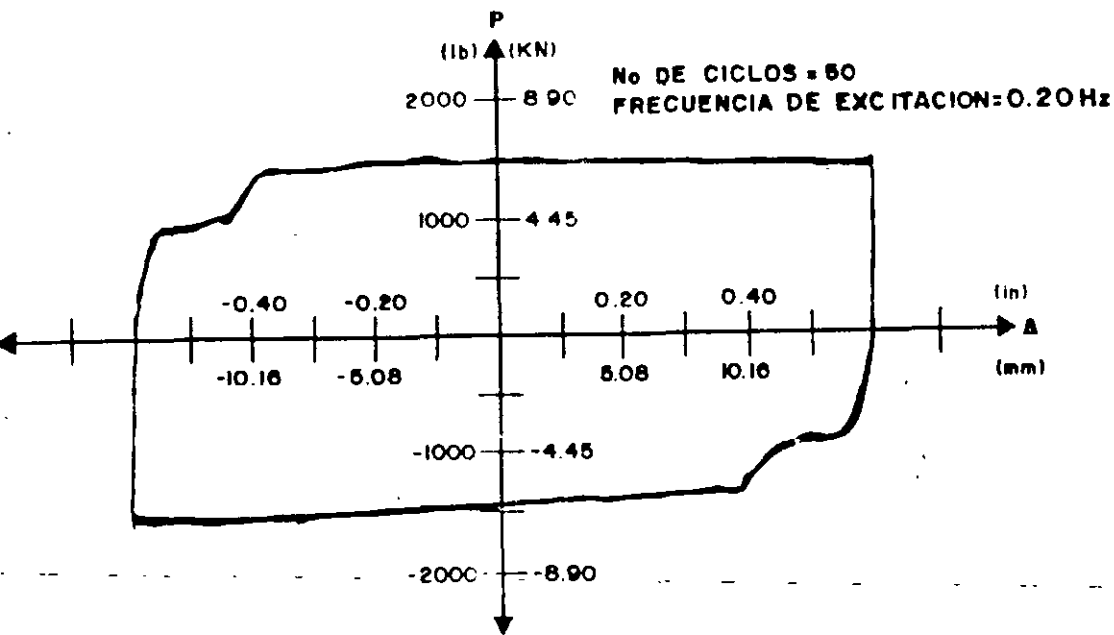 P
(lb) (KN)
No DE CICLOS = 50
FRECUENCIA DE EXCITACION = 0.20 Hz
2000 8 90
1000 4 45
-0.40 -0.20 0.20 0.40 (in)
Δ
-10.16 -5.08 5.08 10.16 (mm)
-1000 -4.45
-2000 -8.90